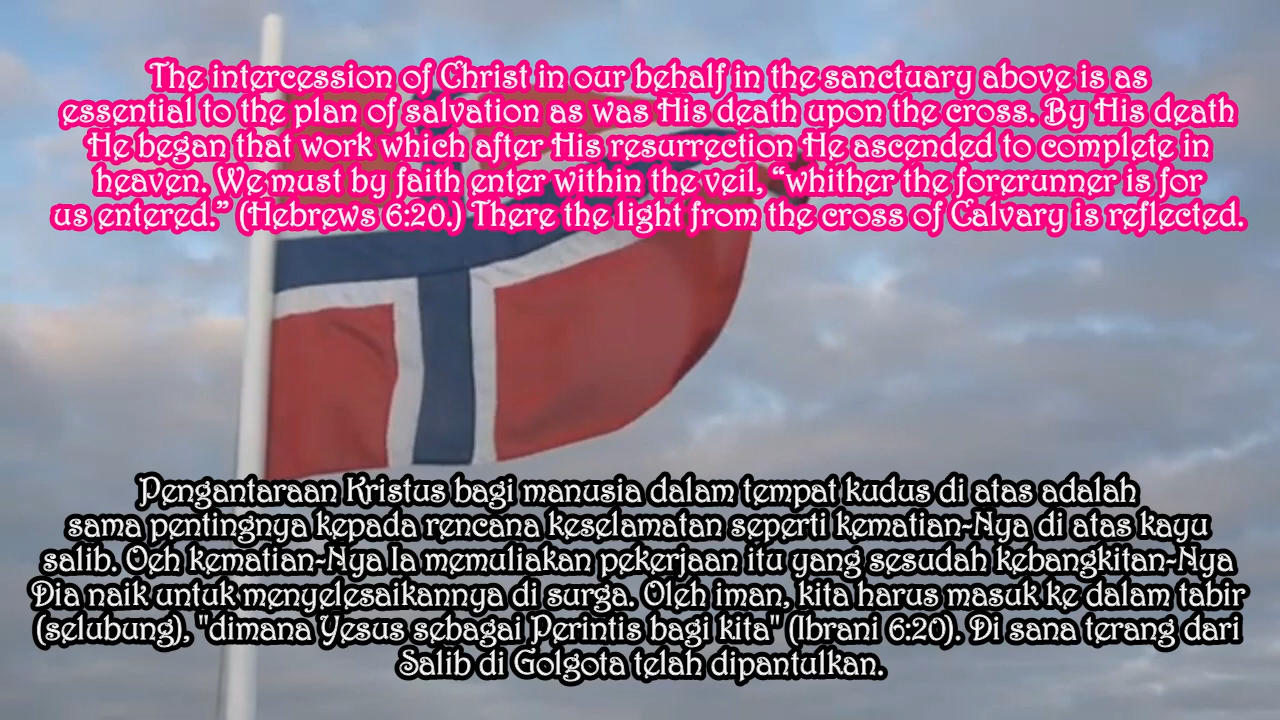 The intercession of Christ in our behalf in the sanctuary above is as
essential to the plan of salvation as was His death upon the cross. By His death
He began that work which after His resurrection He ascended to complete in
heaven. We must by faith enter within the veil, “whither the forerunner is for
us entered.” (Hebrews 6:20.) There the light from the cross of Calvary is reflected.
Pengantaraan Kristus bagi manusia dalam tempat kudus di atas adalah
sama pentingnya kepada rencana keselamatan seperti kematian-Nya di atas kayu
salib. Oeh kematian-Nya Ia memuliakan pekerjaan itu yang sesudah kebangkitan-Nya
Dia naik untuk menyelesaikannya di surga. Oleh iman, kita harus masuk ke dalam tabir
(selubung), "dimana Yesus sebagai Perintis bagi kita" (Ibrani 6:20). Di sana terang dari
Salib di Golgota telah dipantulkan.